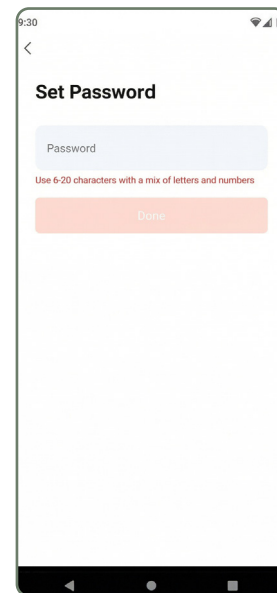 9:30
Set Password
Password
Use 6-20 characters with a mix of letters and numbers
Done